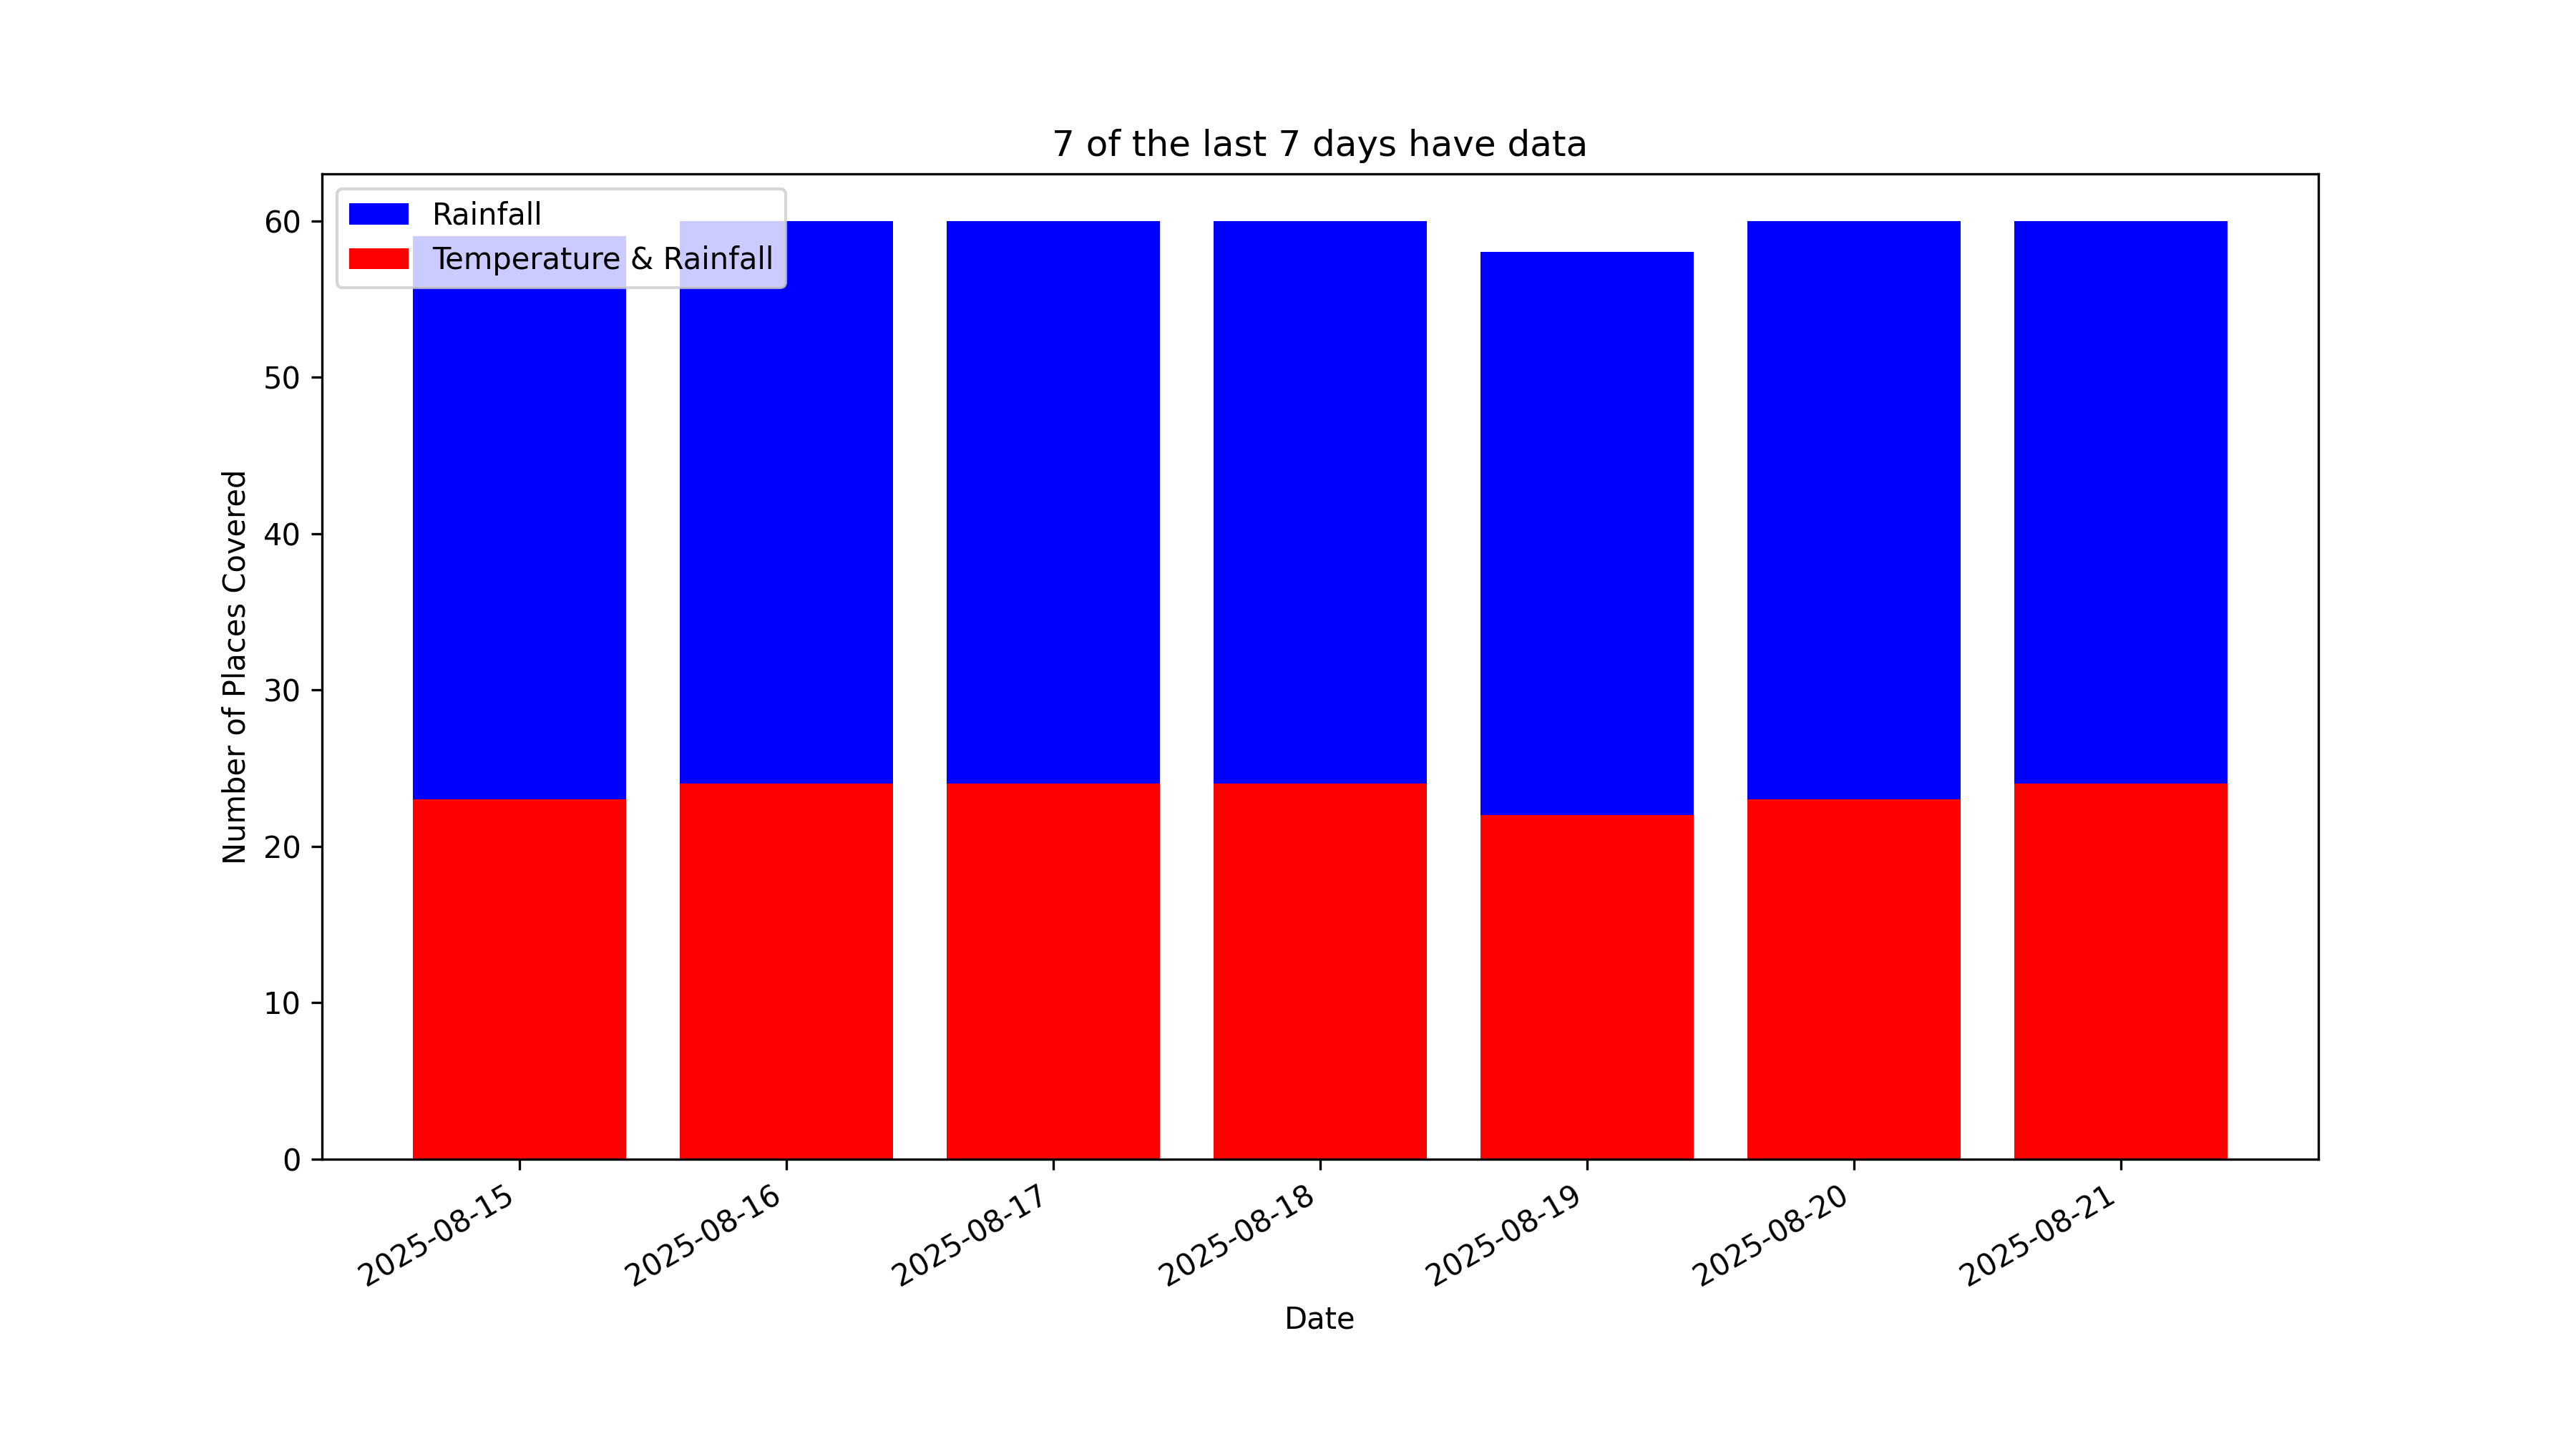 7 of the last 7 days have data
Rainfall
Temperature & Rainfall
Number of Places Covered
60
50
40
30
20
10
0
2025-08-15
2025-08-16
2025-08-17
2025-08-18
2025-08-19
2025-08-20
2025-08-21
Date